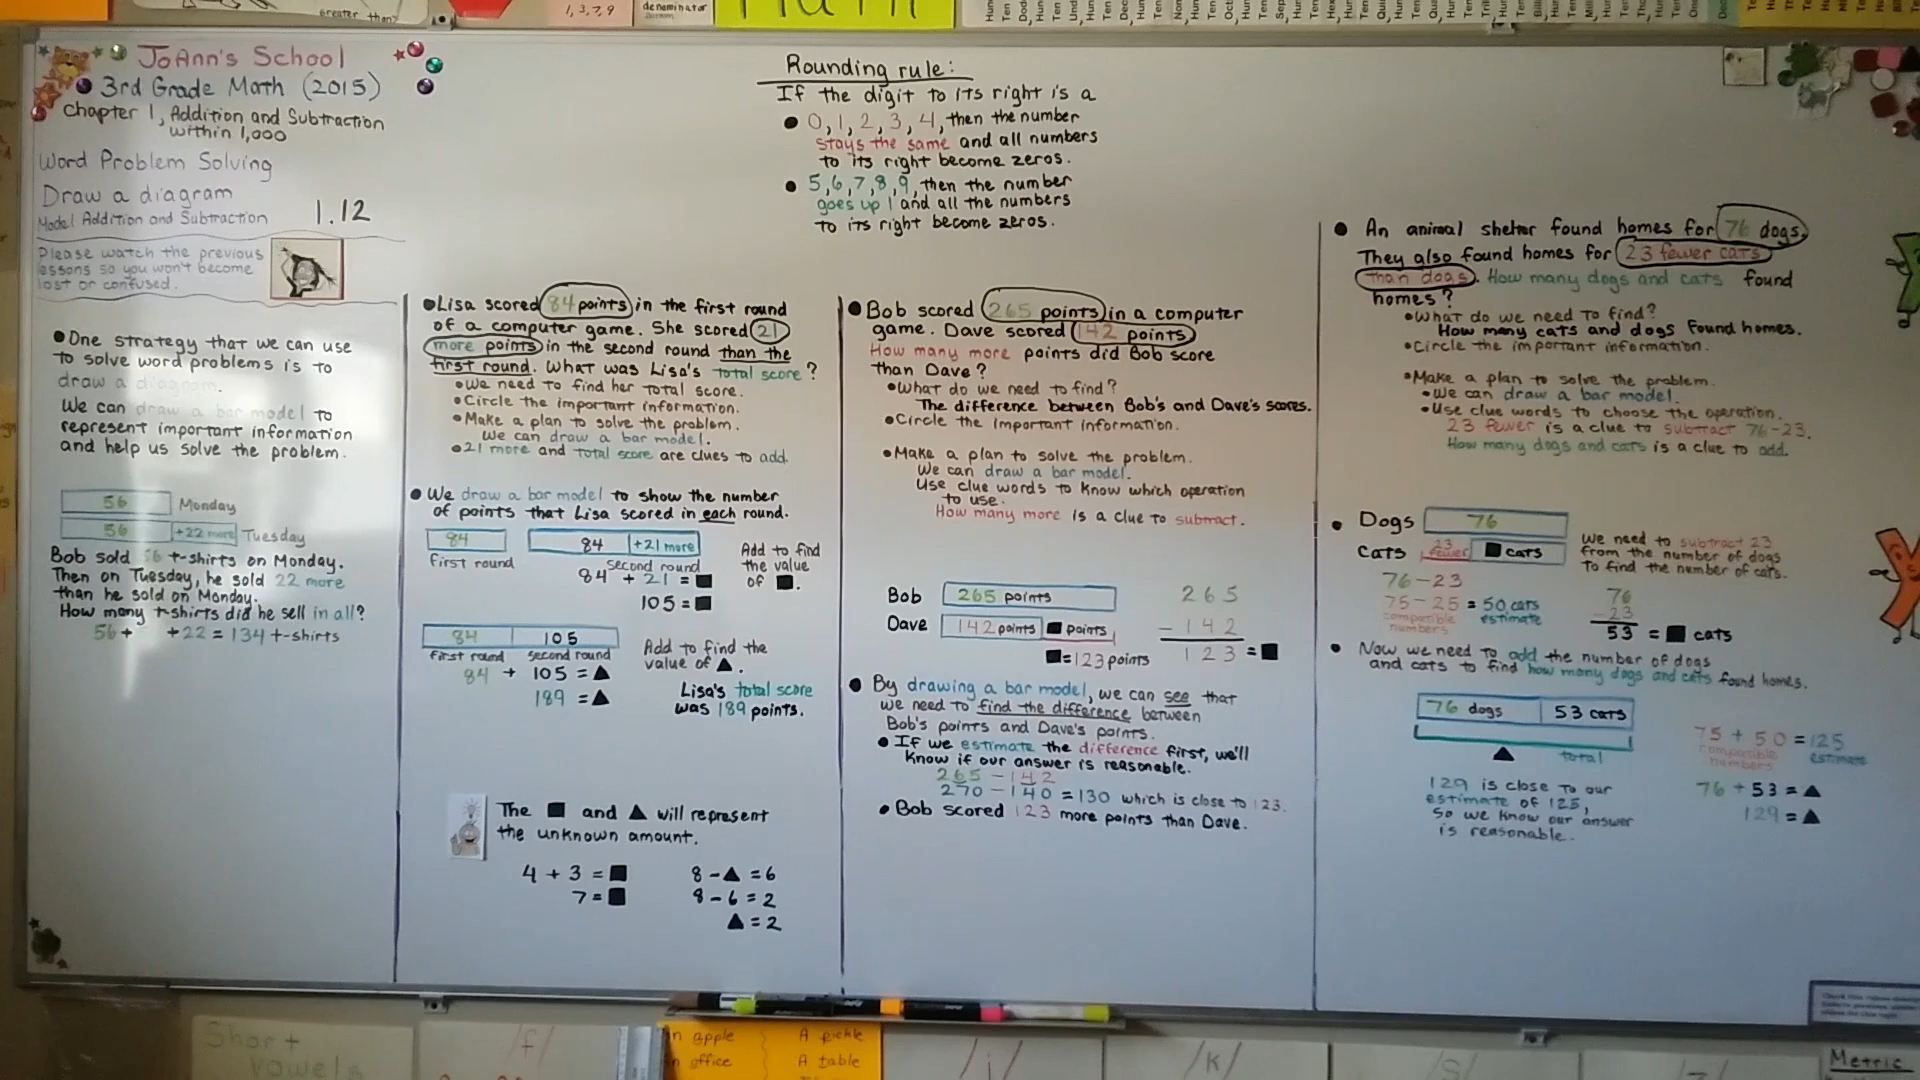 Greater than?
1, 3, 7, 9
denominator
JoAnn's School
3rd Grade Math (2015)
Chapter 1, Addition and Subtraction
within 1,000
Word Problem Solving
Draw a diagram
Model Addition and Subtraction
1.12
Please watch the previous
lessons so you won't become
lost or confused.
One strategy that we can use
to solve word problems is to
draw a diagram.
We can draw a bar model to
represent important information
and help us solve the problem.
56 Monday
56 +22 more Tuesday
Bob sold 56 t-shirts on Monday.
Then on Tuesday, he sold 22 more
than he sold on Monday.
How many t-shirts did he sell in all?
56 + +22 = 134 t-shirts
Rounding rule:
If the digit to its right is a
• 0, 1, 2, 3, 4, then the number
stays the same and all numbers
to its right become zeros.
• 5, 6, 7, 8, 9, then the number
goes up 1 and all the numbers
to its right become zeros.
• Lisa scored 84 points in the first round
of a computer game. She scored 21
more points in the second round than the
first round. What was Lisa's total score?
• We need to find her total score.
• Circle the important information.
• Make a plan to solve the problem.
We can draw a bar model.
• 21 more and total score are clues to add.
• We draw a bar model to show the number
of points that Lisa scored in each round.
84 84 +21 more
first round second round
84 + 21 = ■
105 = ■
Add to find
the value
of ■.
84 105
first round second round
84 + 105 = ▲
189 = ▲
Add to find the
value of ▲.
Lisa's total score
was 189 points.
The ■ and ▲ will represent
the unknown amount.
4 + 3 = ■ 8 - ▲ = 6
7 = ■ 8 - 6 = 2
▲ = 2
• Bob scored 265 points in a computer
game. Dave scored 142 points.
How many more points did Bob score
than Dave?
• What do we need to find?
The difference between Bob's and Dave's scores.
• Circle the important information.
• Make a plan to solve the problem.
We can draw a bar model.
Use clue words to know which operation
to use.
How many more is a clue to subtract.
Bob 265 points
Dave 142 points ■ points
■ = 123 points
265
- 142
123 = ■
• By drawing a bar model, we can see that
we need to find the difference between
Bob's points and Dave's points.
• If we estimate the difference first, we'll
know if our answer is reasonable.
265 - 142
270 - 140 = 130 which is close to 123.
• Bob scored 123 more points than Dave.
• An animal shelter found homes for 76 dogs.
They also found homes for 23 fewer cats
than dogs. How many dogs and cats found
homes?
• What do we need to find?
How many cats and dogs found homes.
• Circle the important information.
• Make a plan to solve the problem.
• We can draw a bar model.
• Use clue words to choose the operation.
23 fewer is a clue to subtract 76-23.
How many dogs and cats is a clue to add.
• Dogs 76
Cats 23 fewer ■ cats
We need to subtract 23
from the number of dogs
to find the number of cats.
76 - 23
75 - 25 = 50 cats
compatible numbers estimate
76
- 23
53 = ■ cats
• Now we need to add the number of dogs
and cats to find how many dogs and cats found homes.
76 dogs 53 cats
▲ total
75 + 50 = 125
compatible numbers estimate
129 is close to our
estimate of 125,
so we know our answer
is reasonable.
76 + 53 = ▲
129 = ▲
Short
vowels
/f/
n apple A pickle
n office A table
/i/
/k/
Metric